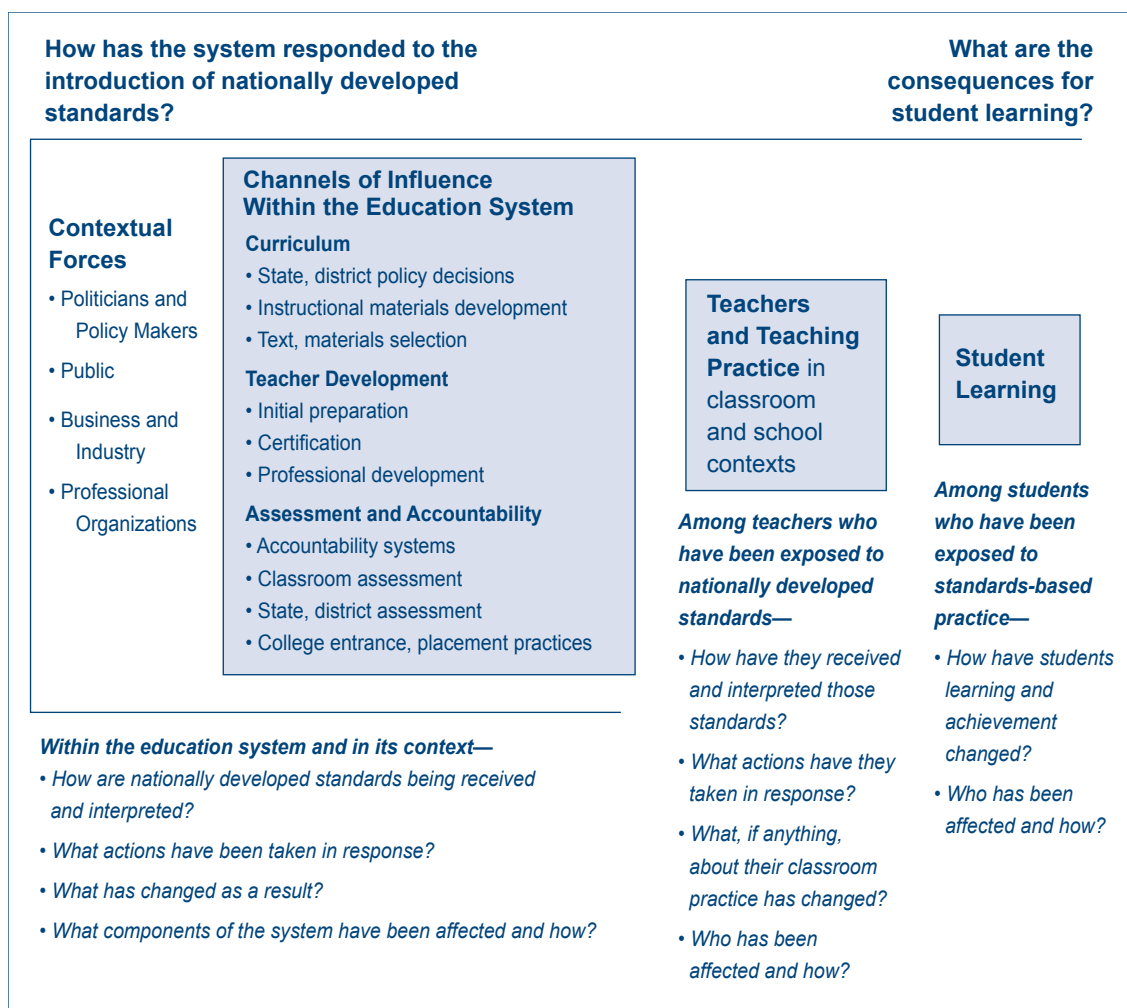 How has the system responded to the
introduction of nationally developed
standards?
What are the
consequences for
student learning?
Contextual
Forces
• Politicians and
Policy Makers
• Public
• Business and
Industry
• Professional
Organizations
Channels of Influence
Within the Education System
Curriculum
• State, district policy decisions
• Instructional materials development
• Text, materials selection
Teacher Development
• Initial preparation
• Certification
• Professional development
Assessment and Accountability
• Accountability systems
• Classroom assessment
• State, district assessment
• College entrance, placement practices
Within the education system and in its context—
• How are nationally developed standards being received
and interpreted?
• What actions have been taken in response?
• What has changed as a result?
• What components of the system have been affected and how?
Teachers
and Teaching
Practice in
classroom
and school
contexts
Among teachers who
have been exposed to
nationally developed
standards—
• How have they received
and interpreted those
standards?
• What actions have they
taken in response?
• What, if anything,
about their classroom
practice has changed?
• Who has been
affected and how?
Student
Learning
Among students
who have been
exposed to
standards-based
practice—
• How have students
learning and
achievement
changed?
• Who has been
affected and how?